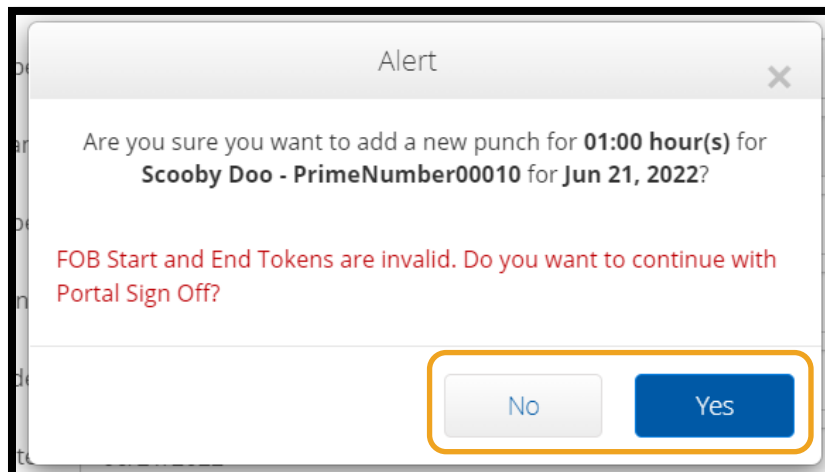 Alert
×
Are you sure you want to add a new punch for 01:00 hour(s) for
Scooby Doo - PrimeNumber00010 for Jun 21, 2022?
FOB Start and End Tokens are invalid. Do you want to continue with
Portal Sign Off?
No
Yes